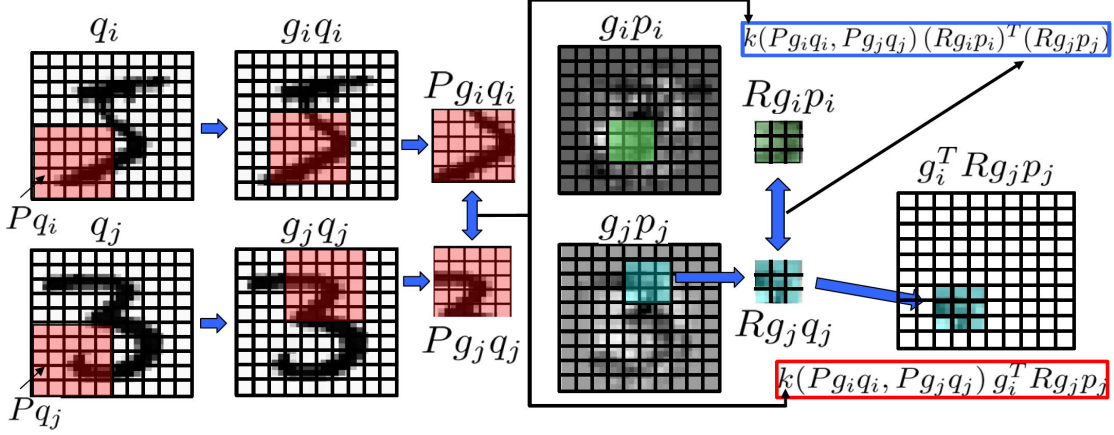 q_i
g_i q_i
P g_i q_i
P q_i
q_j
g_j q_j
P g_j q_j
P q_j
g_i p_i
R g_i p_i
g_j p_j
R g_j q_j
k(P g_i q_i, P g_j q_j) (R g_i p_i)^T (R g_j p_j)
g_i^T R g_j p_j
k(P g_i q_i, P g_j q_j) g_i^T R g_j p_j